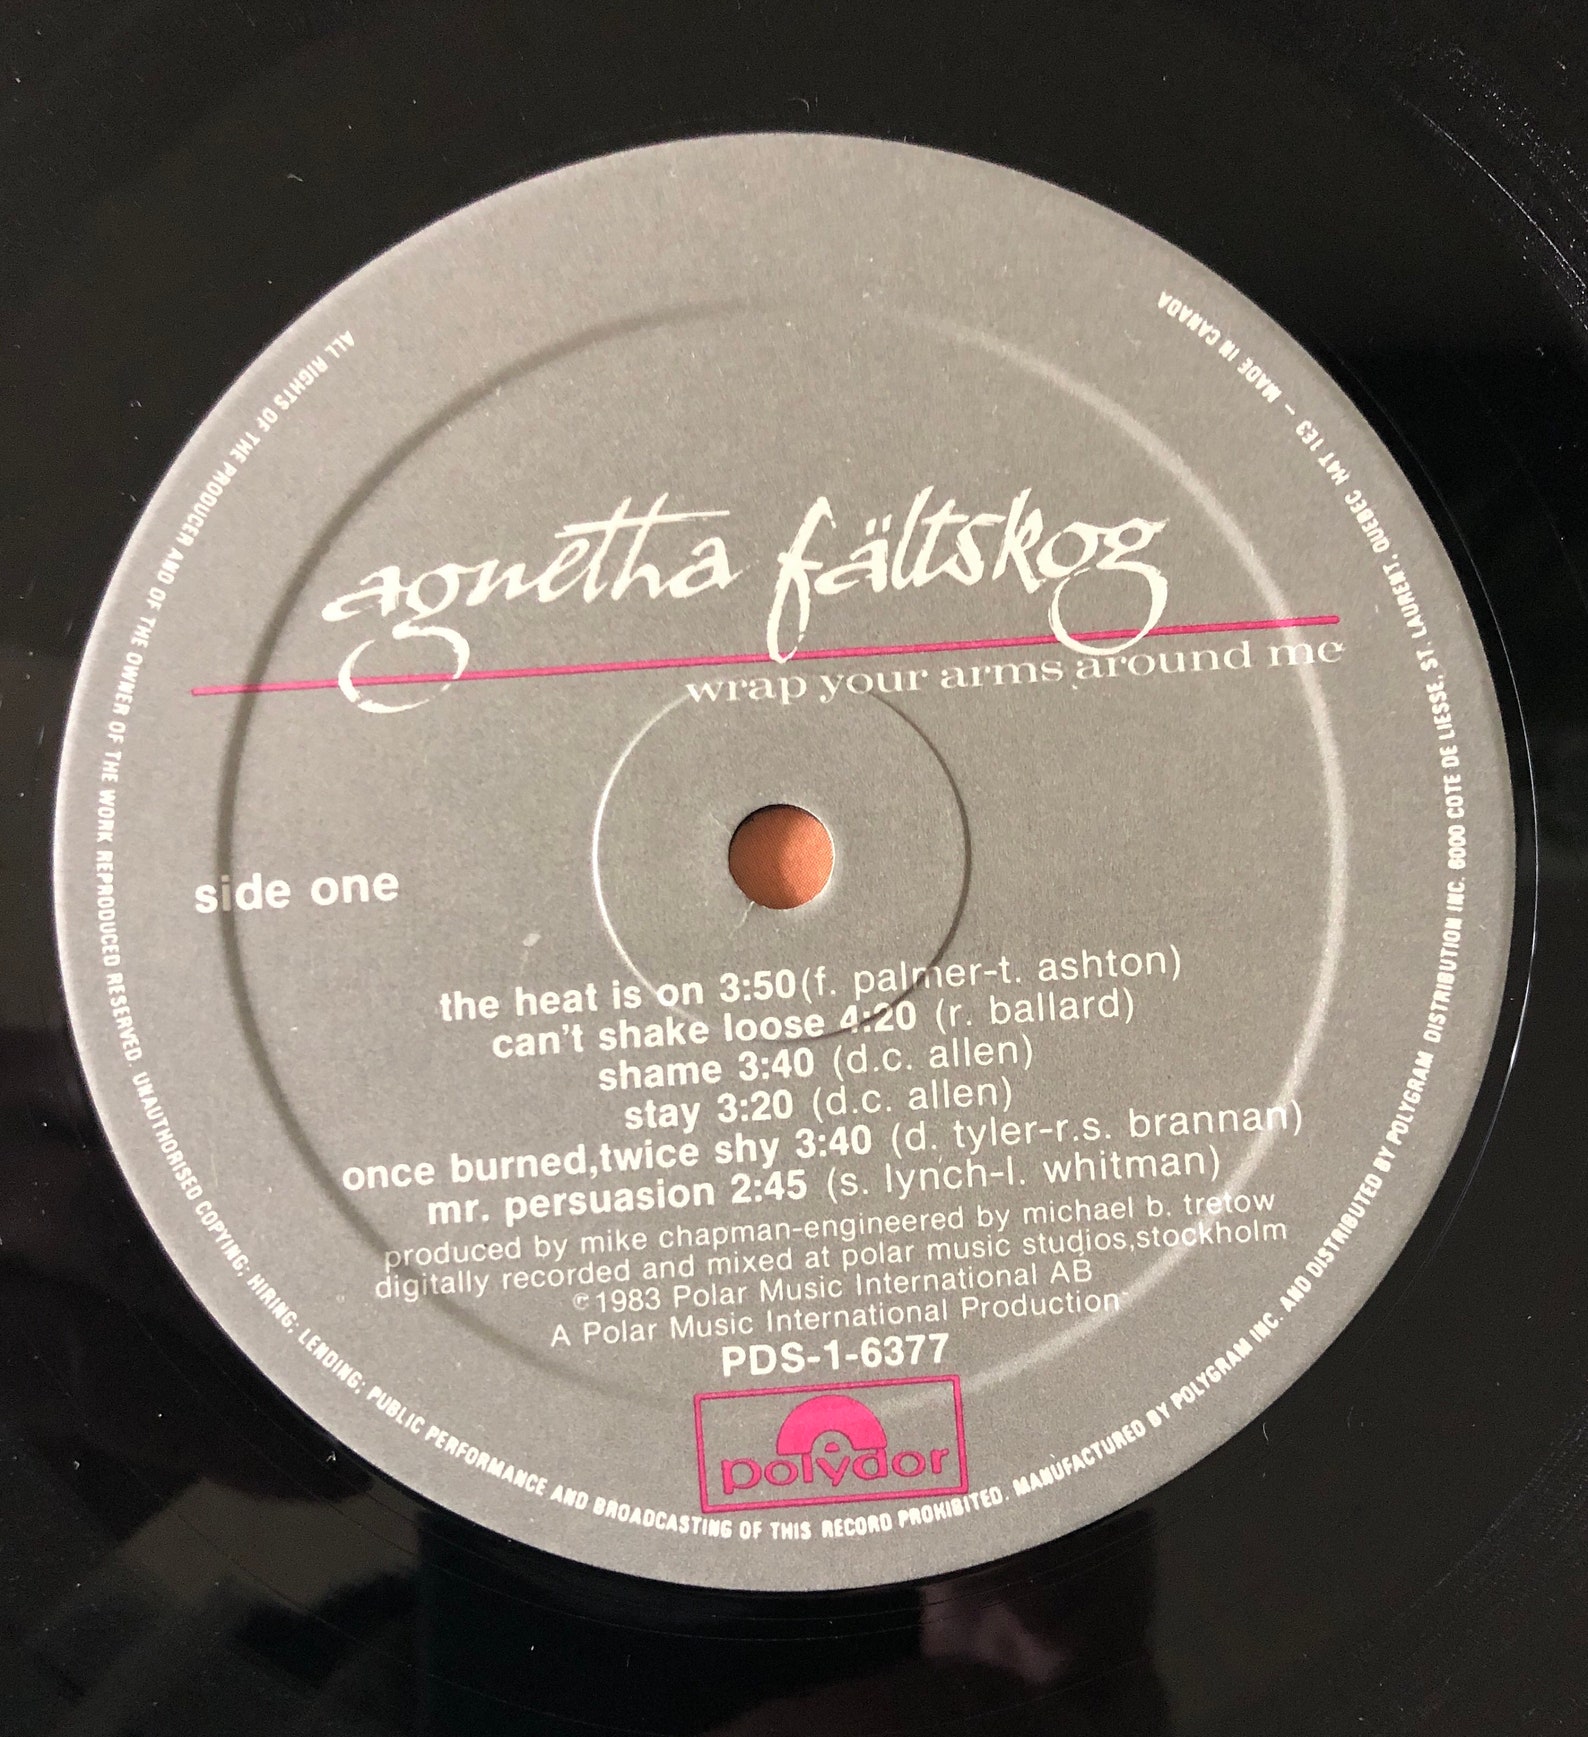 agnetha fältskog
wrap your arms around me
side one
the heat is on 3:50(f. palmer-t. ashton)
can't shake loose 4:20 (r. ballard)
shame 3:40 (d.c. allen)
stay 3:20 (d.c. allen)
once burned,twice shy 3:40 (d. tyler-r.s. brannan)
mr. persuasion 2:45 (s. lynch-l. whitman)
produced by mike chapman-engineered by michael b. tretow
digitally recorded and mixed at polar music studios,stockholm
℗1983 Polar Music International AB
A Polar Music International Production
PDS-1-6377
polydor
ALL RIGHTS OF THE PRODUCER AND OF THE OWNER OF THE WORK REPRODUCED RESERVED. UNAUTHORISED COPYING; HIRING; LENDING; PUBLIC PERFORMANCE AND BROADCASTING OF THIS RECORD PROHIBITED. MANUFACTURED BY POLYGRAM INC. AND DISTRIBUTED BY POLYGRAM DISTRIBUTION INC. 6000 COTE DE LIESSE, ST. LAURENT, QUEBEC H4T 1E3 – MADE IN CANADA